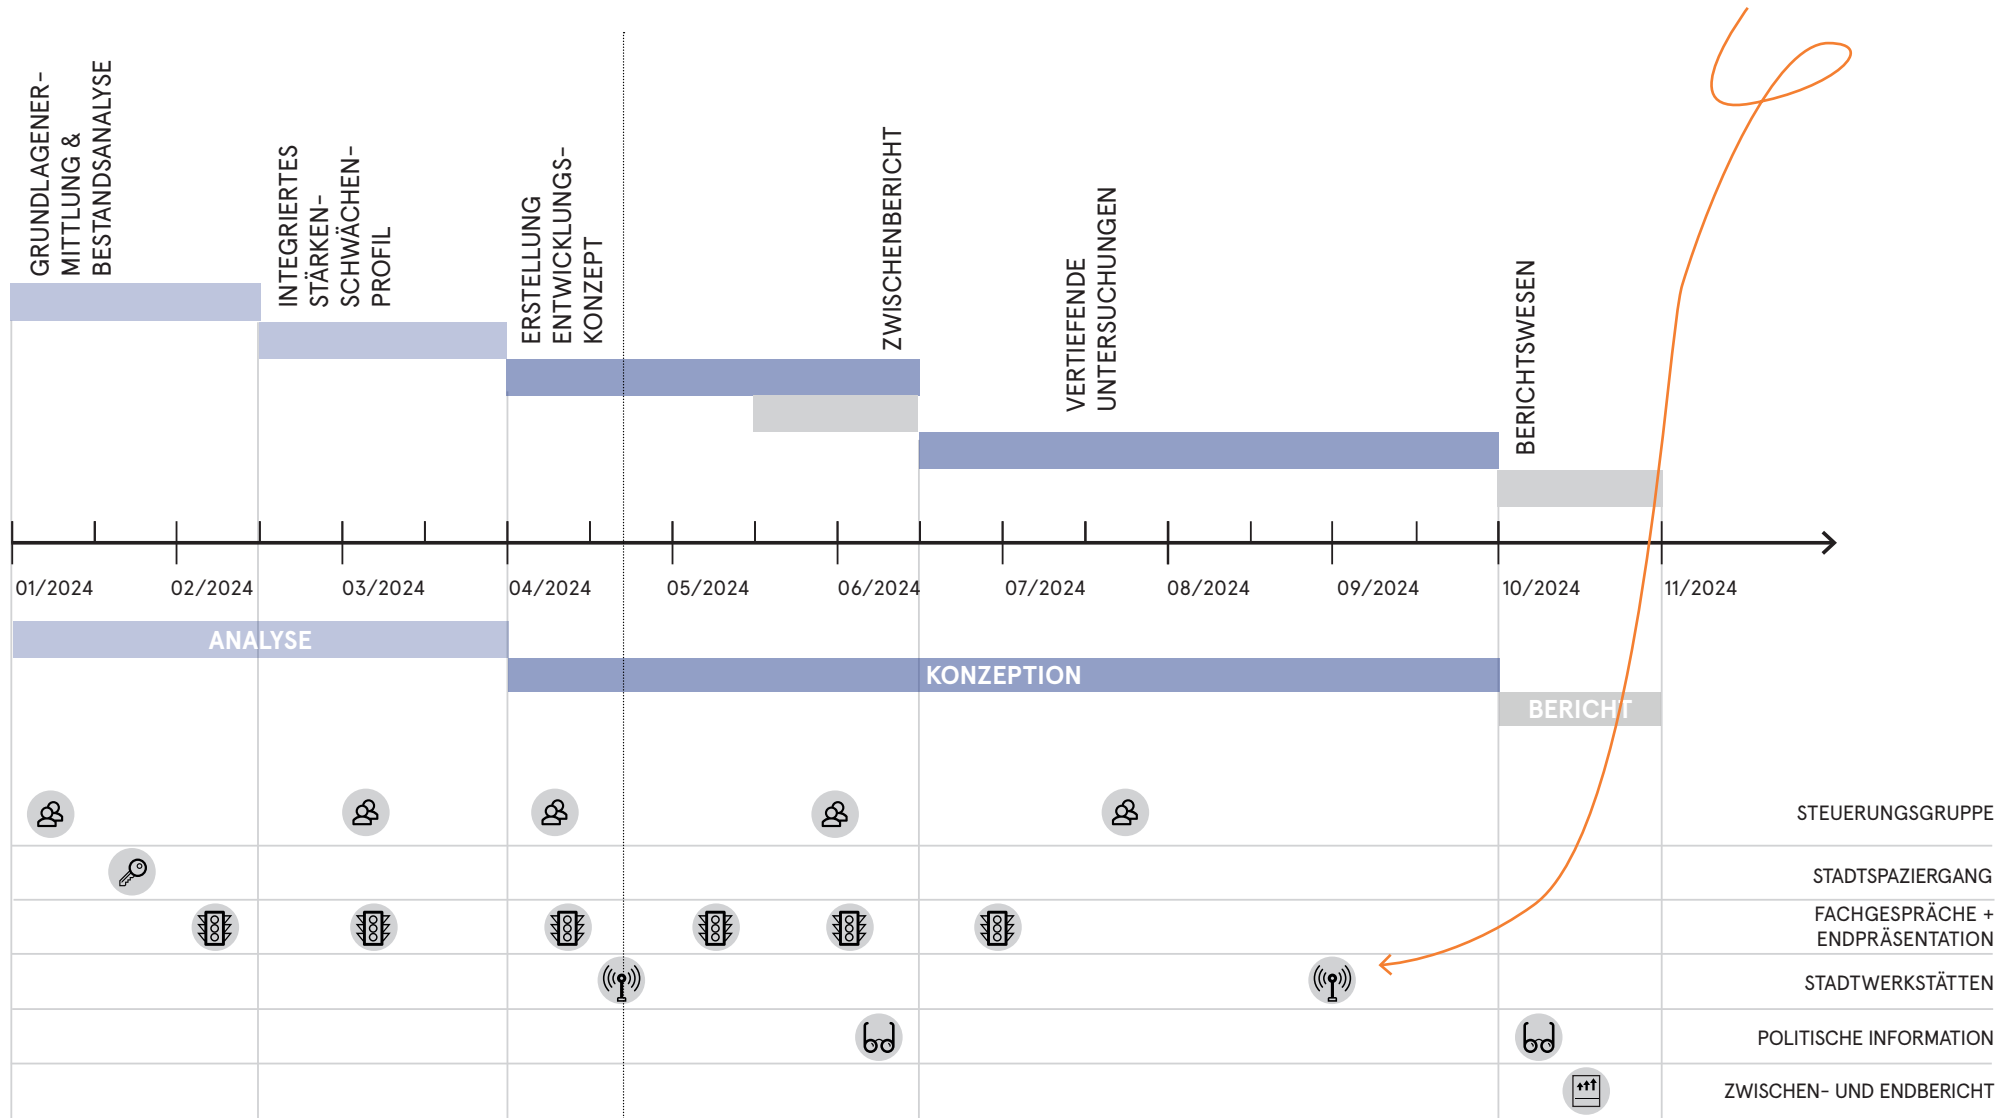 GRUNDLAGENER-
MITTLUNG &
BESTANDSANALYSE
INTEGRIERTES
STÄRKEN-
SCHWÄCHEN-
PROFIL
ERSTELLUNG
ENTWICKLUNGS-
KONZEPT
ZWISCHENBERICHT
VERTIEFENDE
UNTERSUCHUNGEN
BERICHTSWESEN
01/2024
02/2024
03/2024
04/2024
05/2024
06/2024
07/2024
08/2024
09/2024
10/2024
11/2024
ANALYSE
KONZEPTION
BERICHT
STEUERUNGSGRUPPE
STADTSPAZIERGANG
FACHGESPRÄCHE +
ENDPRÄSENTATION
STADTWERKSTÄTTEN
POLITISCHE INFORMATION
ZWISCHEN- UND ENDBERICHT